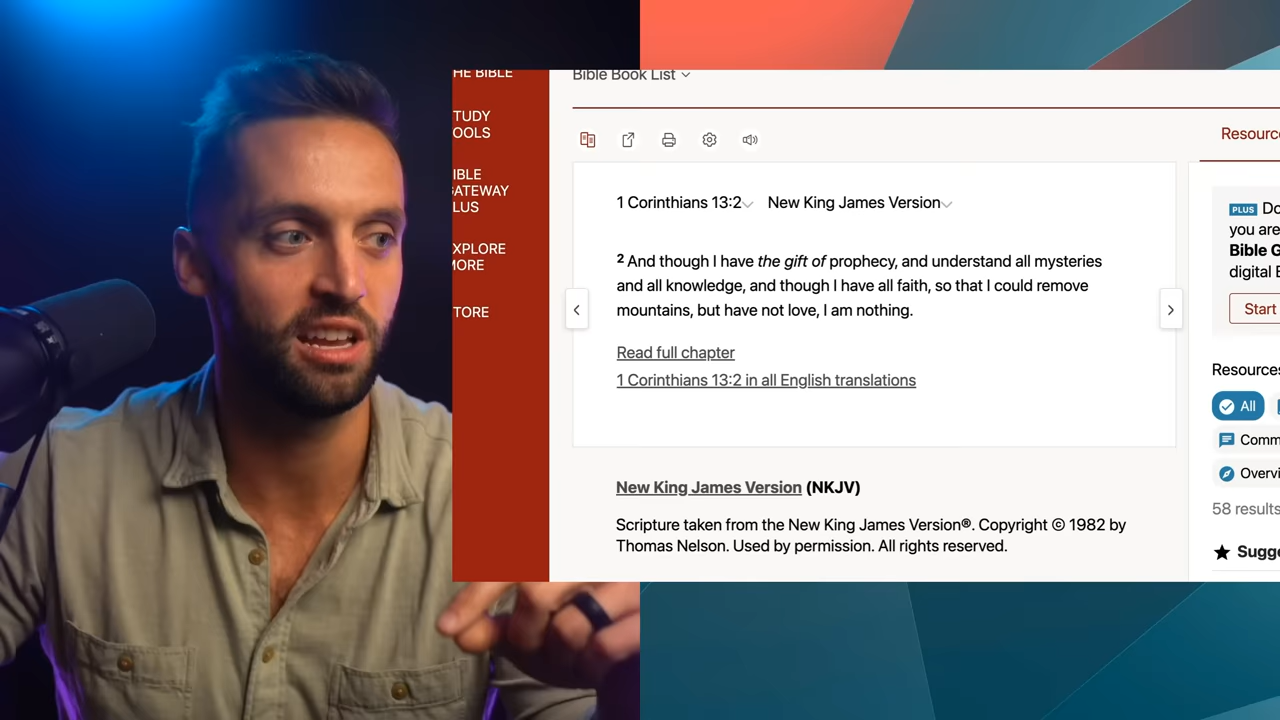 HE BIBLE
TUDY
OOLS
IBLE
GATEWAY
LUS
XPLORE
MORE
TORE
Bible Book List
1 Corinthians 13:2 New King James Version
2 And though I have the gift of prophecy, and understand all mysteries
and all knowledge, and though I have all faith, so that I could remove
mountains, but have not love, I am nothing.
Read full chapter
1 Corinthians 13:2 in all English translations
New King James Version (NKJV)
Scripture taken from the New King James Version®. Copyright © 1982 by
Thomas Nelson. Used by permission. All rights reserved.
Resourc
PLUS Do
you are
Bible G
digital E
Start
Resources
All
Comm
Overvi
58 results
Sugge